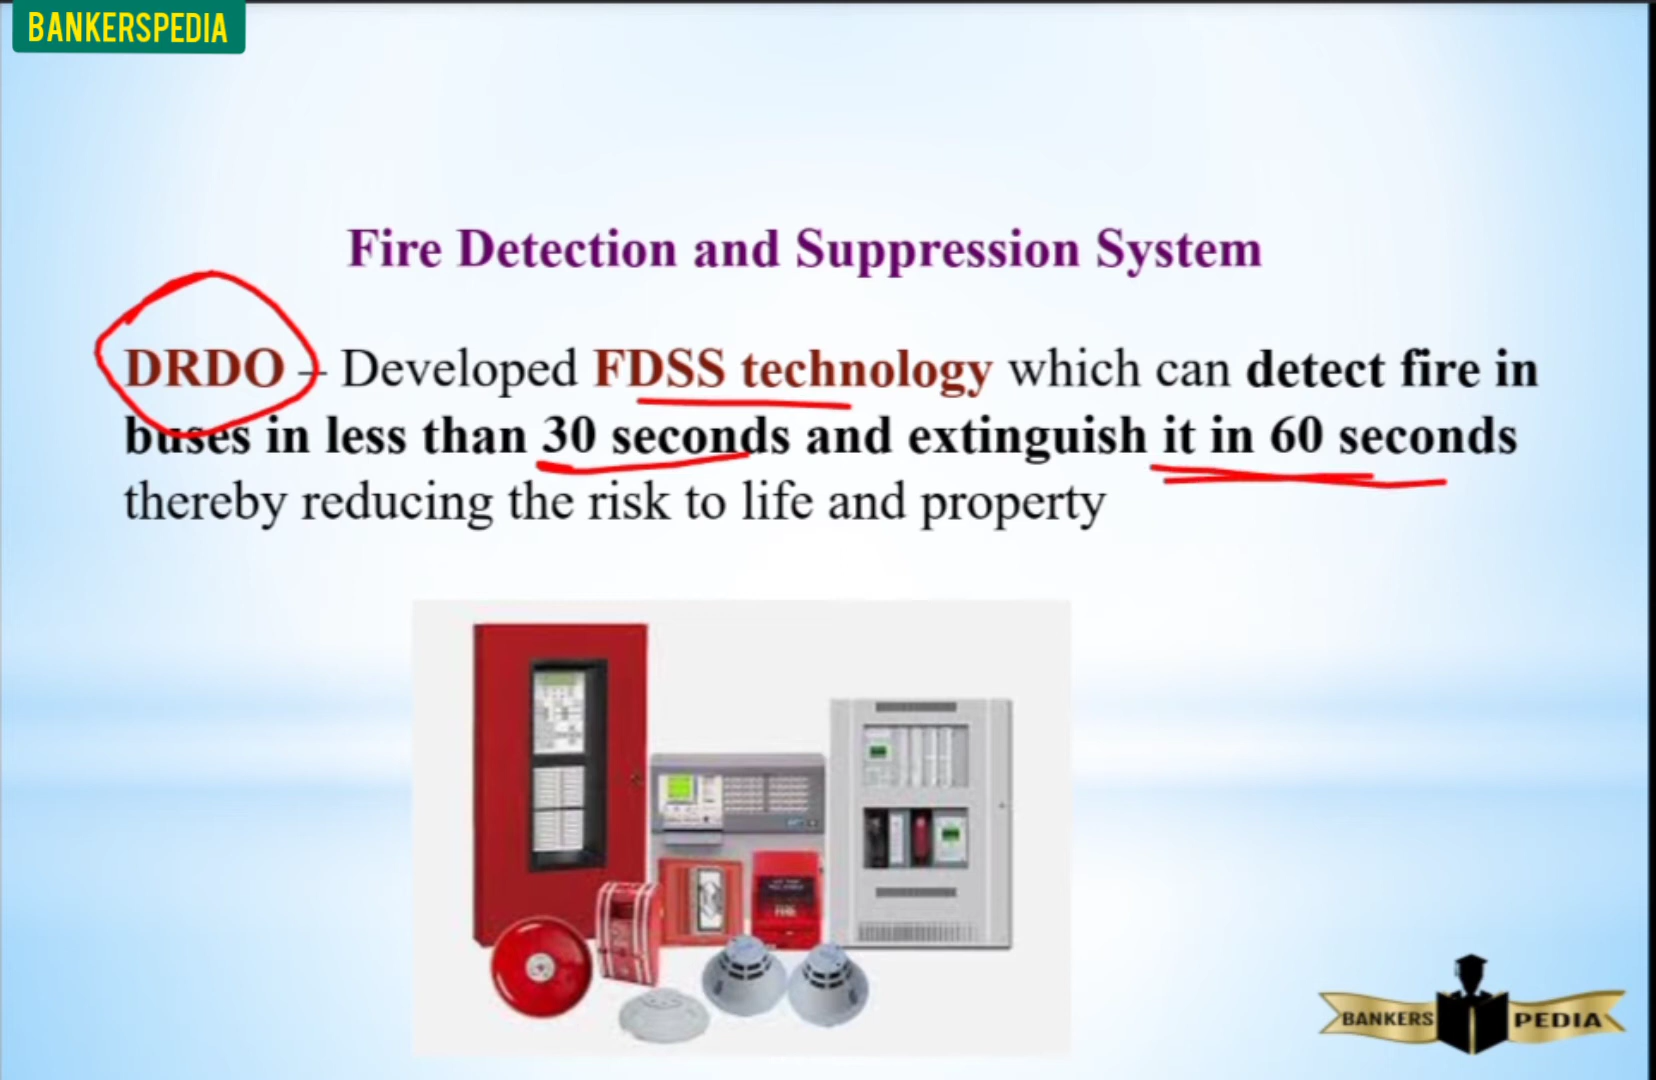 BANKERSPEDIA
Fire Detection and Suppression System
DRDO – Developed FDSS technology which can detect fire in
buses in less than 30 seconds and extinguish it in 60 seconds
thereby reducing the risk to life and property
FIRE
BANKERS PEDIA